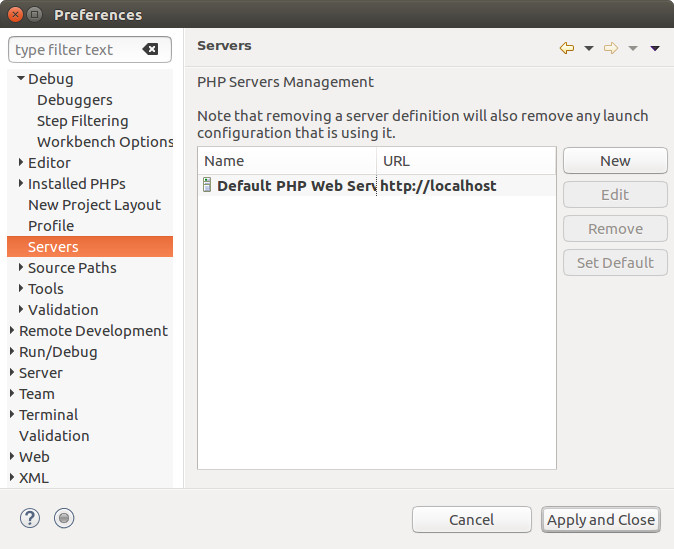 Preferences
type filter text
Debug
Debuggers
Step Filtering
Workbench Options
Editor
Installed PHPs
New Project Layout
Profile
Servers
Source Paths
Tools
Validation
Remote Development
Run/Debug
Server
Team
Terminal
Validation
Web
XML
Servers
PHP Servers Management
Note that removing a server definition will also remove any launch
configuration that is using it.
Name URL
Default PHP Web Serv http://localhost
New
Edit
Remove
Set Default
Cancel Apply and Close